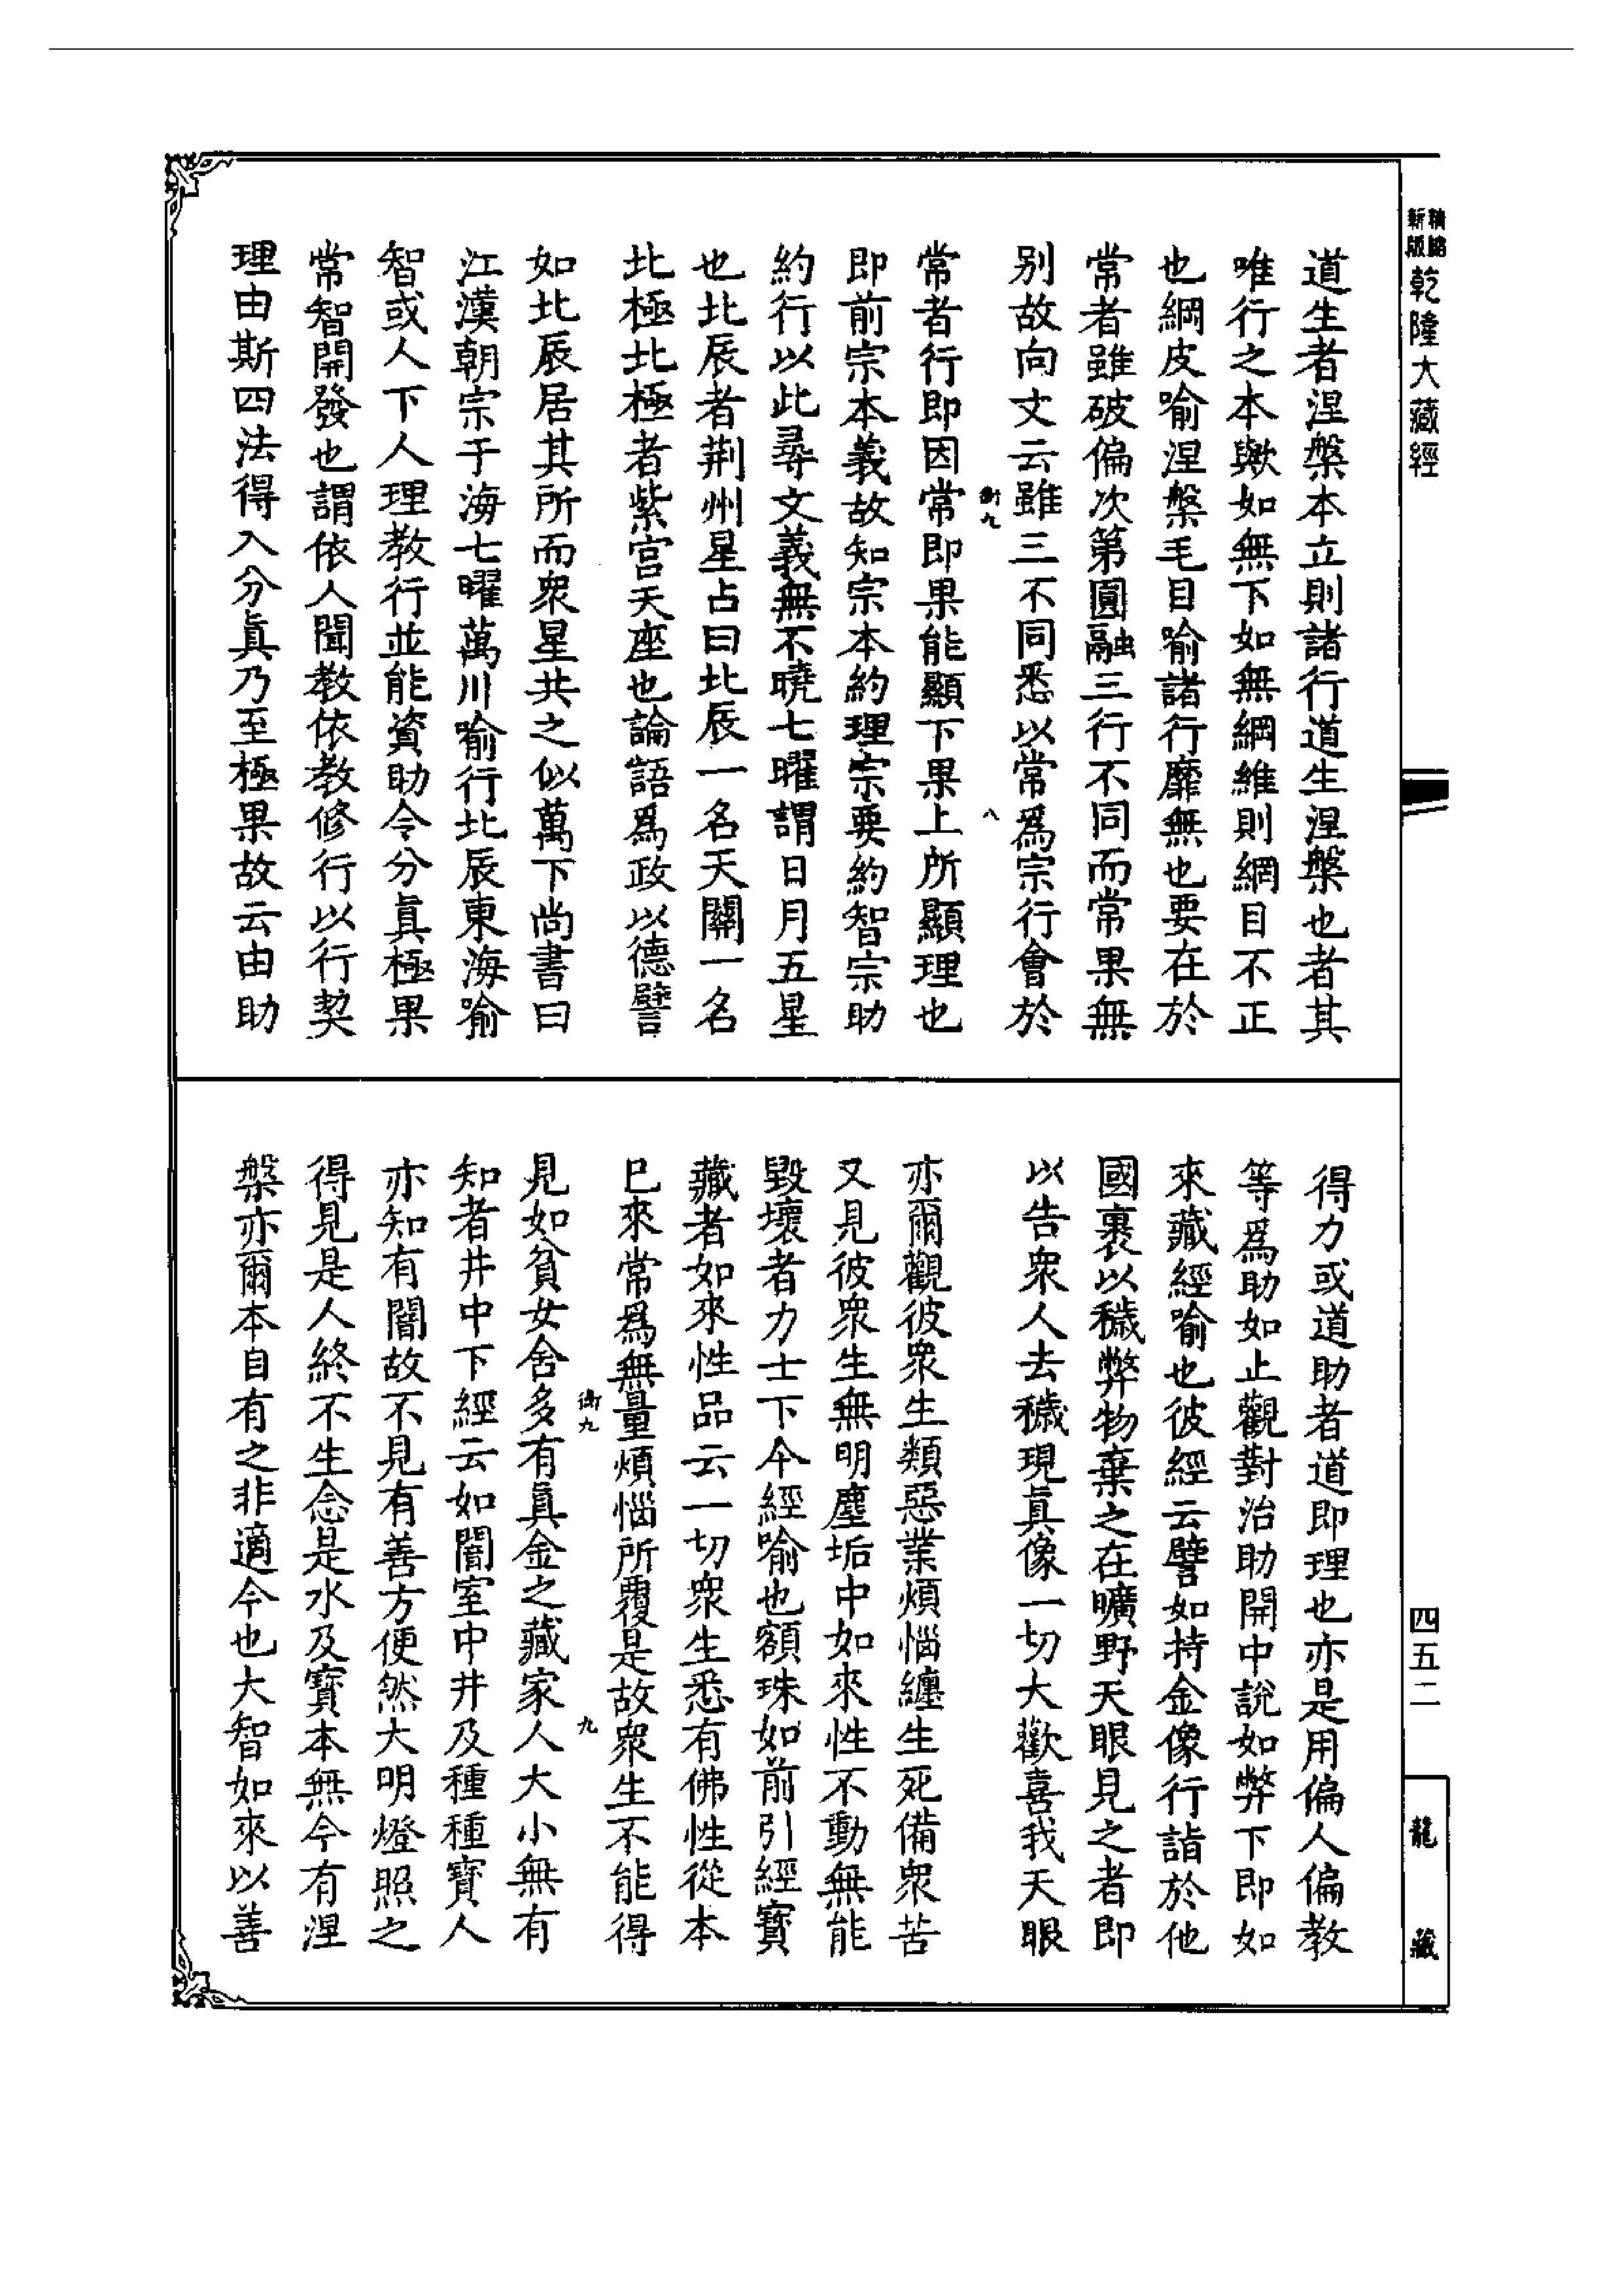 精縮
新版
乾隆大藏經
道生者涅槃本立則諸行道生涅槃也者其
唯行之本歟如無下如無綱維則網目不正
也綱皮喻涅槃毛目喻諸行靡無也要在於
常者雖破偏次第圓融三行不同而常果無
别故向文云雖三不同悉以常爲宗行會於
衡九
八
常者行即因常即果能顯下果上所顯理也
即前宗本義故知宗本約理宗要約智宗助
約行以此尋文義無不曉七曜謂日月五星
也北辰者荆州星占曰北辰一名天關一名
北極北極者紫宫天座也論語爲政以德譬
如北辰居其所而衆星共之似萬下尚書曰
江漢朝宗于海七曜萬川喻行北辰東海喻
智或人下人理教行並能資助令分真極果
常智開發也謂依人聞教依教修行以行契
理由斯四法得入分真乃至極果故云由助
得力或道助者道即理也亦是用偏人偏教
等爲助如止觀對治助開中說如弊下即如
來藏經喻也彼經云譬如持金像行詣於他
國裹以穢弊物棄之在曠野天眼見之者即
以告衆人去穢現真像一切大歡喜我天眼
亦爾觀彼衆生類惡業煩惱纏生死備衆苦
又見彼衆生無明塵垢中如來性不動無能
毀壞者力士下今經喻也額珠如前引經寶
藏者如來性品云一切衆生悉有佛性從本
已來常爲無量煩惱所覆是故衆生不能得
衡九
九
見如貧女舍多有真金之藏家人大小無有
知者井中下經云如闇室中井及種種寶人
亦知有闇故不見有善方便然大明燈照之
得見是人終不生念是水及寶本無今有涅
槃亦爾本自有之非適今也大智如來以善
四五二
龍藏